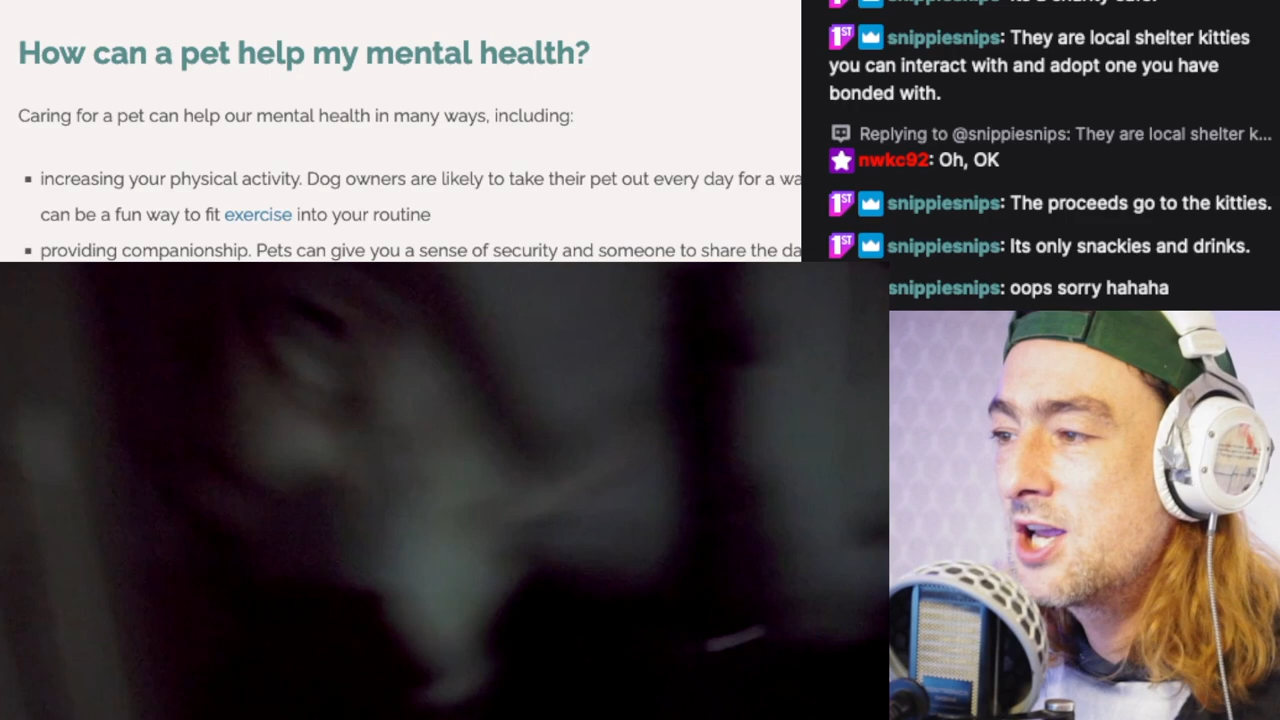 How can a pet help my mental health?
Caring for a pet can help our mental health in many ways, including:
increasing your physical activity. Dog owners are likely to take their pet out every day for a wa
can be a fun way to fit exercise into your routine
providing companionship. Pets can give you a sense of security and someone to share the da
snippiesnips: They are local shelter kitties
you can interact with and adopt one you have
bonded with.
Replying to @snippiesnips: They are local shelter k...
nwkc92: Oh, OK
1ST snippiesnips: The proceeds go to the kitties.
1ST snippiesnips: Its only snackies and drinks.
snippiesnips: oops sorry hahaha